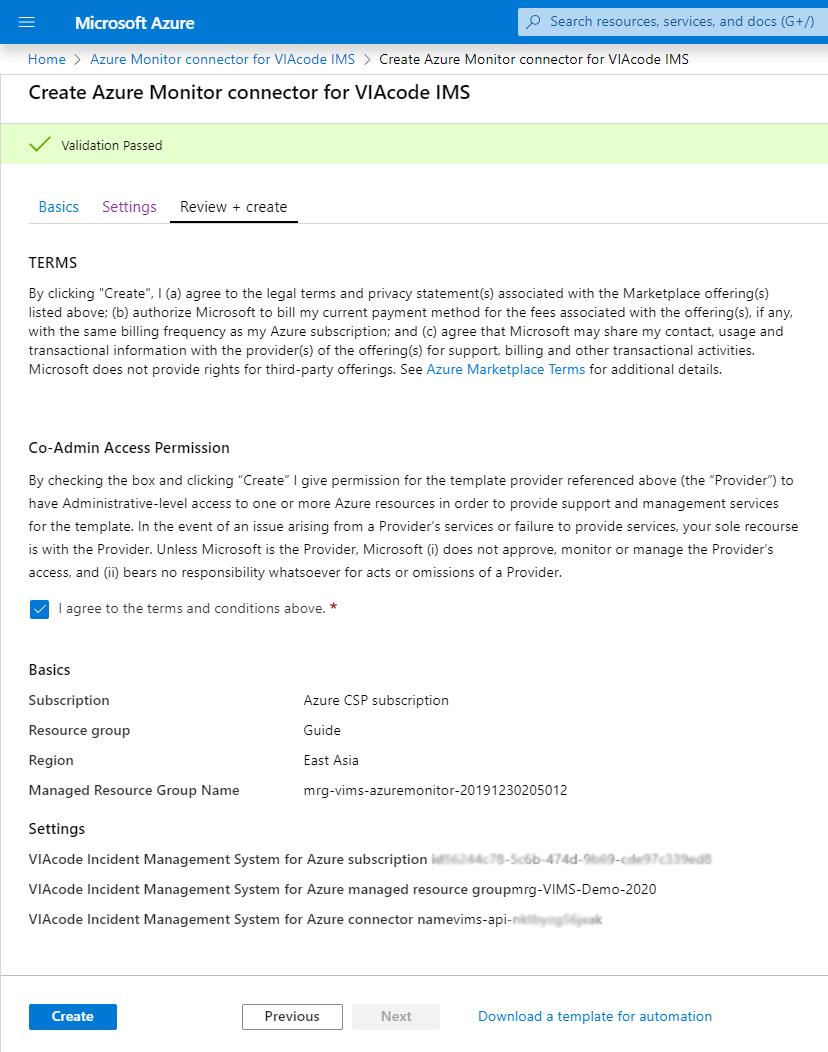 Microsoft Azure
Search resources, services, and docs (G+/)
Home > Azure Monitor connector for VIAcode IMS > Create Azure Monitor connector for VIAcode IMS
Create Azure Monitor connector for VIAcode IMS
Validation Passed
Basics Settings Review + create
TERMS
By clicking "Create", I (a) agree to the legal terms and privacy statement(s) associated with the Marketplace offering(s)
listed above; (b) authorize Microsoft to bill my current payment method for the fees associated with the offering(s), if any,
with the same billing frequency as my Azure subscription; and (c) agree that Microsoft may share my contact, usage and
transactional information with the provider(s) of the offering(s) for support, billing and other transactional activities.
Microsoft does not provide rights for third-party offerings. See Azure Marketplace Terms for additional details.
Co-Admin Access Permission
By checking the box and clicking “Create” I give permission for the template provider referenced above (the “Provider”) to
have Administrative-level access to one or more Azure resources in order to provide support and management services
for the template. In the event of an issue arising from a Provider’s services or failure to provide services, your sole recourse
is with the Provider. Unless Microsoft is the Provider, Microsoft (i) does not approve, monitor or manage the Provider’s
access, and (ii) bears no responsibility whatsoever for acts or omissions of a Provider.
I agree to the terms and conditions above. *
Basics
Subscription Azure CSP subscription
Resource group Guide
Region East Asia
Managed Resource Group Name mrg-vims-azuremonitor-20191230205012
Settings
VIAcode Incident Management System for Azure subscription
VIAcode Incident Management System for Azure managed resource groupmrg-VIMS-Demo-2020
VIAcode Incident Management System for Azure connector namevims-api-
Create Previous Next Download a template for automation